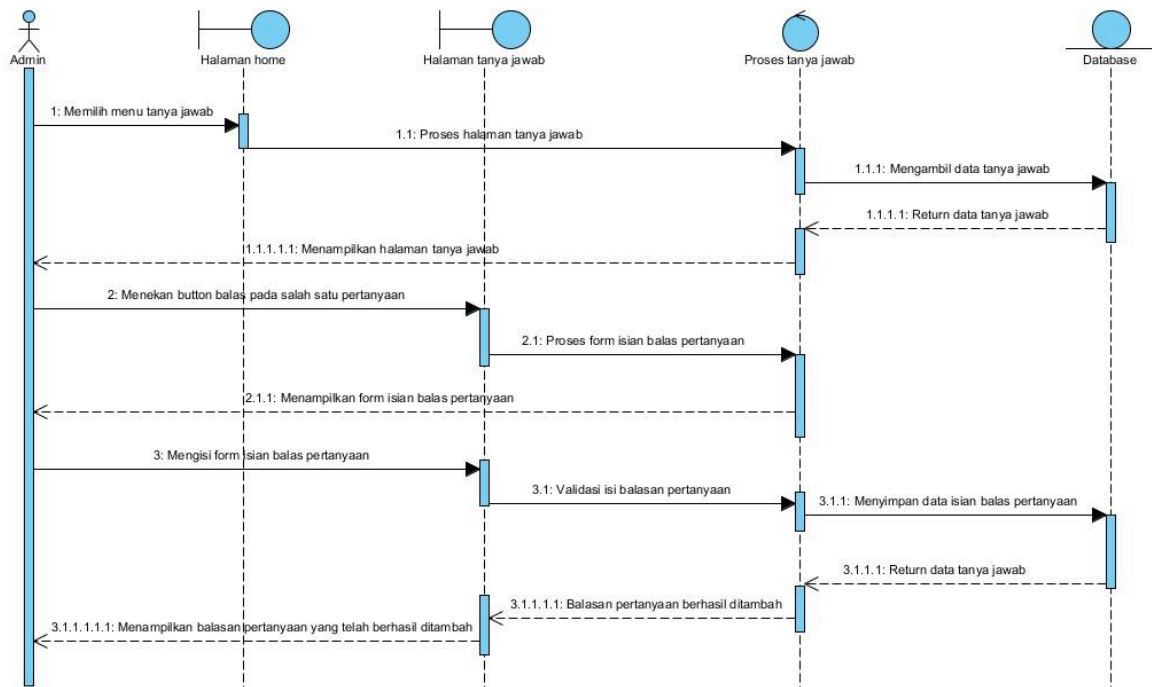 Admin
Halaman home
Halaman tanya jawab
Proses tanya jawab
Database
1: Memilih menu tanya jawab
1.1: Proses halaman tanya jawab
1.1.1: Mengambil data tanya jawab
1.1.1.1: Return data tanya jawab
1.1.1.1.1: Menampilkan halaman tanya jawab
2: Menekan button balas pada salah satu pertanyaan
2.1: Proses form isian balas pertanyaan
2.1.1: Menampilkan form isian balas pertanyaan
3: Mengisi form isian balas pertanyaan
3.1: Validasi isi balasan pertanyaan
3.1.1: Menyimpan data isian balas pertanyaan
3.1.1.1: Return data tanya jawab
3.1.1.1.1: Balasan pertanyaan berhasil ditambah
3.1.1.1.1.1: Menampilkan balasan pertanyaan yang telah berhasil ditambah